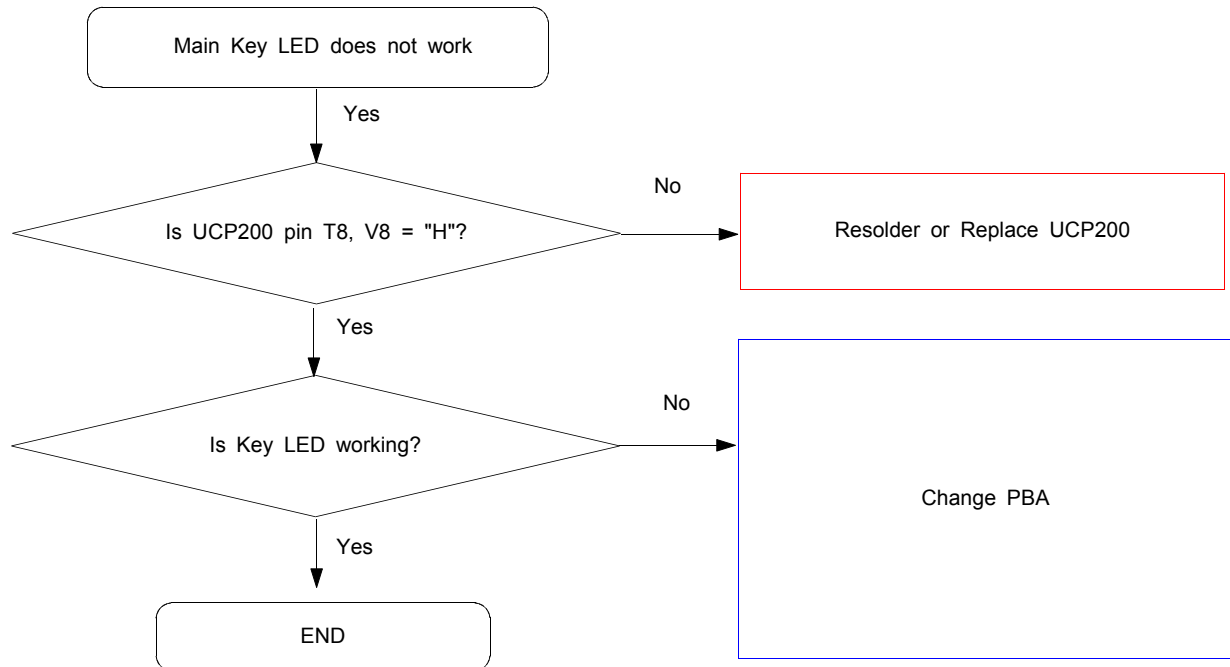 Main Key LED does not work
Yes
Is UCP200 pin T8, V8 = "H"?
No
Resolder or Replace UCP200
Yes
Is Key LED working?
No
Change PBA
Yes
END